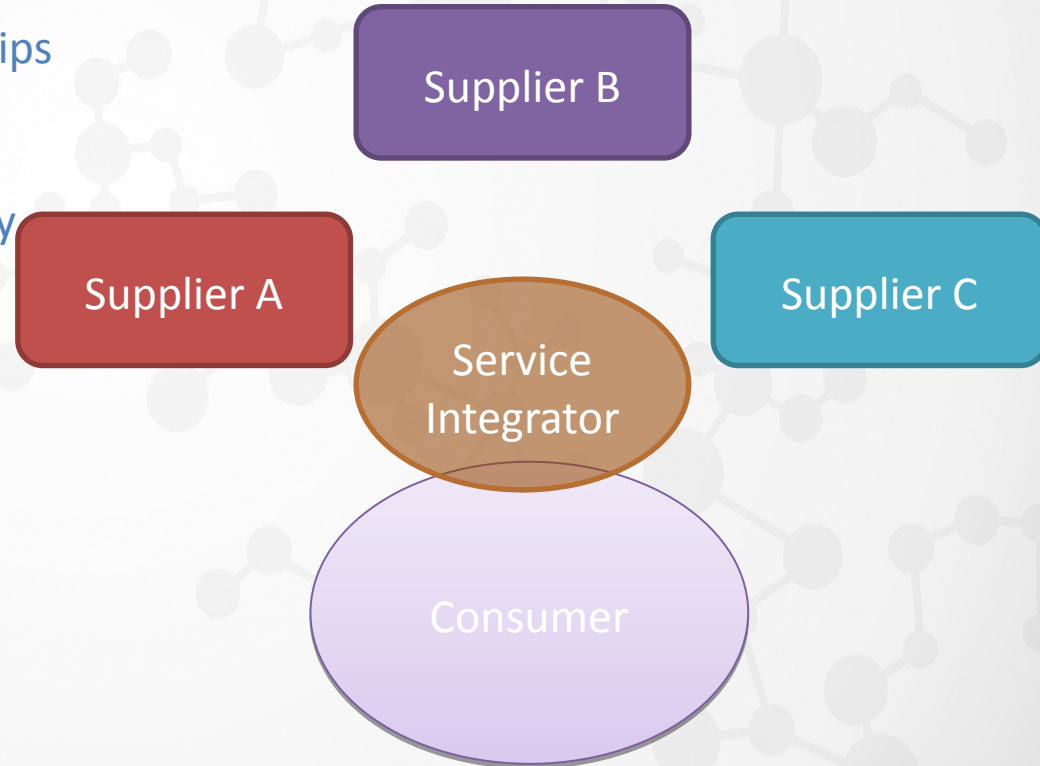 ips
Supplier B
y
Supplier A
Supplier C
Service
Integrator
Consumer